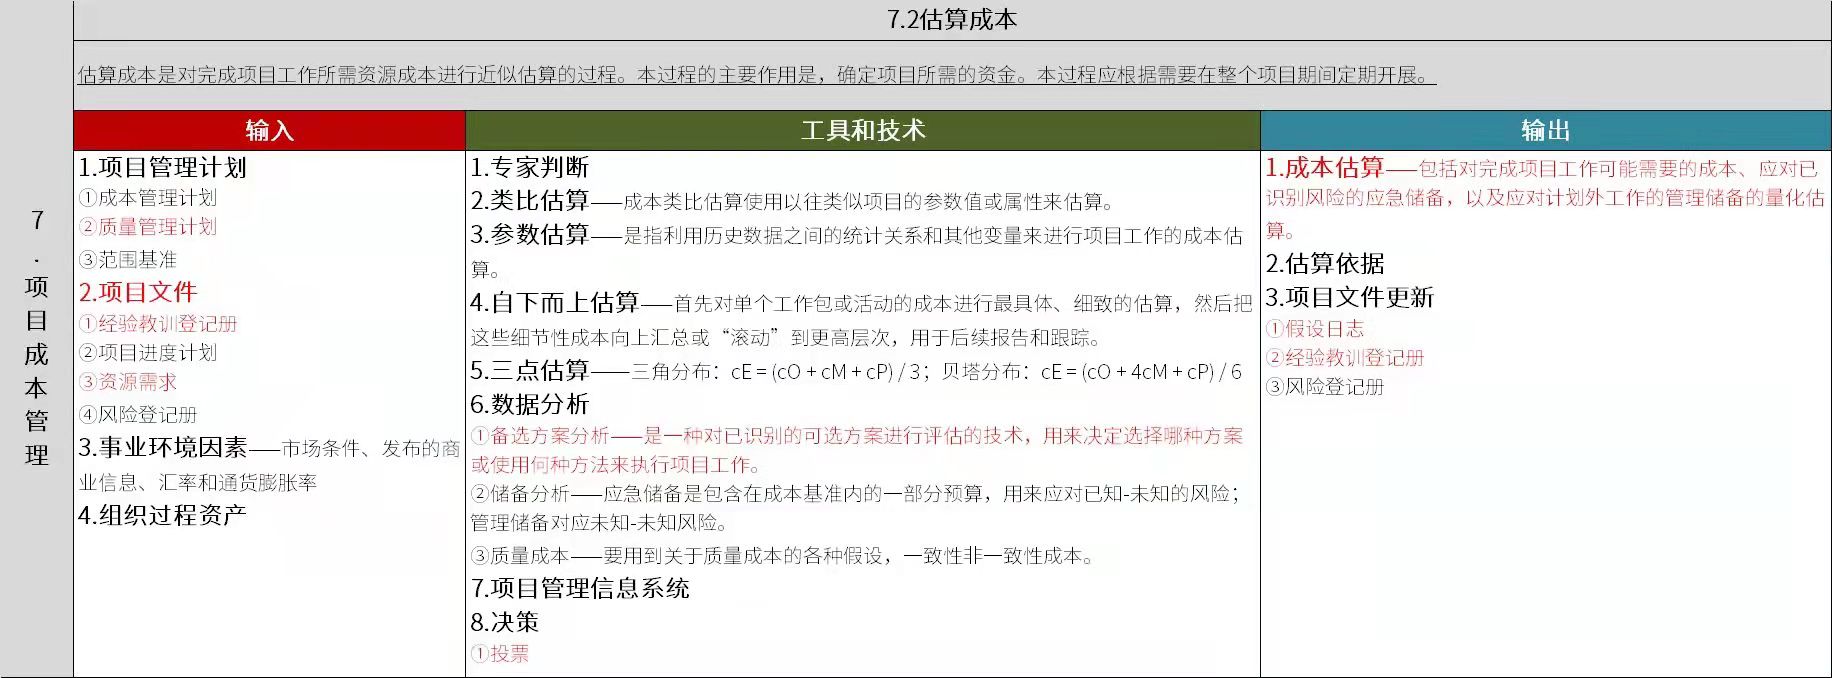 7.2估算成本
估算成本是对完成项目工作所需资源成本进行近似估算的过程。本过程的主要作用是，确定项目所需的资金。本过程应根据需要在整个项目期间定期开展。
7
.
项
目
成
本
管
理
输入
1.项目管理计划
①成本管理计划
②质量管理计划
③范围基准
2.项目文件
①经验教训登记册
②项目进度计划
③资源需求
④风险登记册
3.事业环境因素——市场条件、发布的商
业信息、汇率和通货膨胀率
4.组织过程资产
工具和技术
1.专家判断
2.类比估算——成本类比估算使用以往类似项目的参数值或属性来估算。
3.参数估算——是指利用历史数据之间的统计关系和其他变量来进行项目工作的成本估
算。
4.自下而上估算——首先对单个工作包或活动的成本进行最具体、细致的估算，然后把
这些细节性成本向上汇总或“滚动”到更高层次，用于后续报告和跟踪。
5.三点估算——三角分布：cE = (cO + cM + cP) / 3；贝塔分布：cE = (cO + 4cM + cP) / 6
6.数据分析
①备选方案分析——是一种对已识别的可选方案进行评估的技术，用来决定选择哪种方案
或使用何种方法来执行项目工作。
②储备分析——应急储备是包含在成本基准内的一部分预算，用来应对已知-未知的风险；
管理储备对应未知-未知风险。
③质量成本——要用到关于质量成本的各种假设，一致性非一致性成本。
7.项目管理信息系统
8.决策
①投票
输出
1.成本估算——包括对完成项目工作可能需要的成本、应对已
识别风险的应急储备，以及应对计划外工作的管理储备的量化估
算。
2.估算依据
3.项目文件更新
①假设日志
②经验教训登记册
③风险登记册